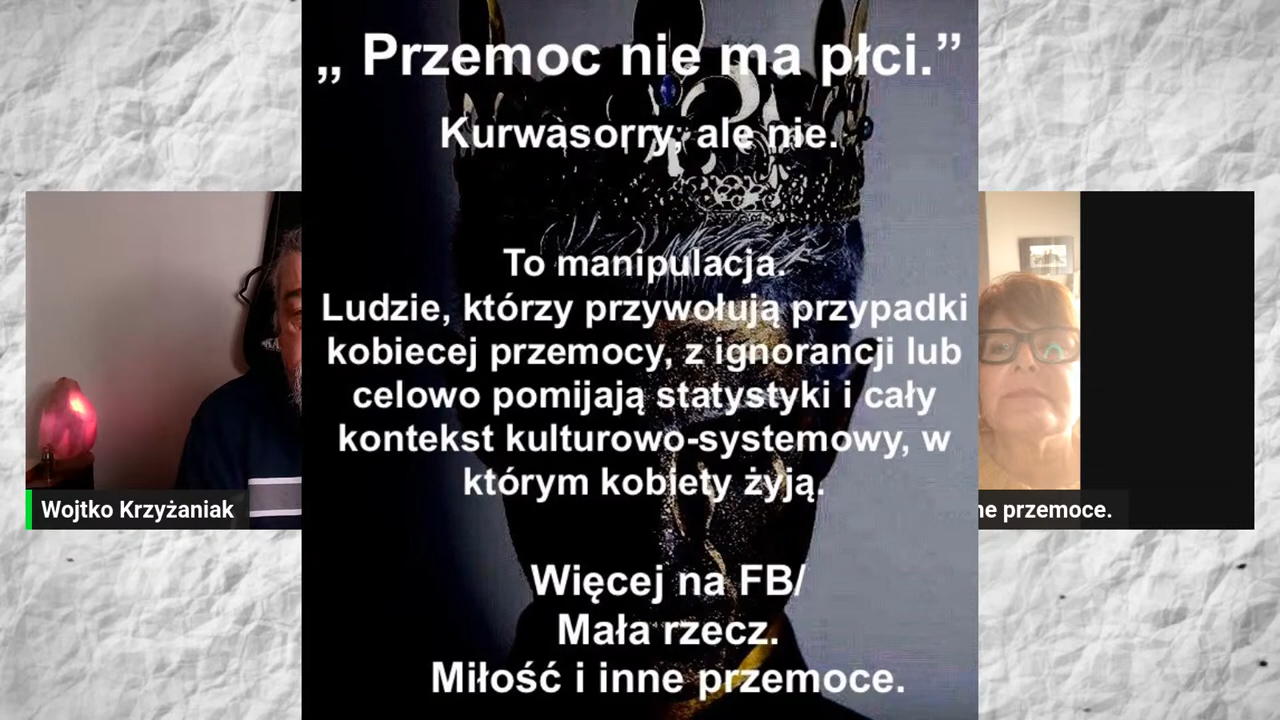 „ Przemoc nie ma płci.”
Kurwasorry, ale nie.
To manipulacja.
Ludzie, którzy przywołują przypadki
kobiecej przemocy, z ignorancji lub
celowo pomijają statystyki i cały
kontekst kulturowo-systemowy, w
którym kobiety żyją.
Więcej na FB/
Mała rzecz.
Miłość i inne przemoce.
Wojtko Krzyżaniak
ne przemoce.